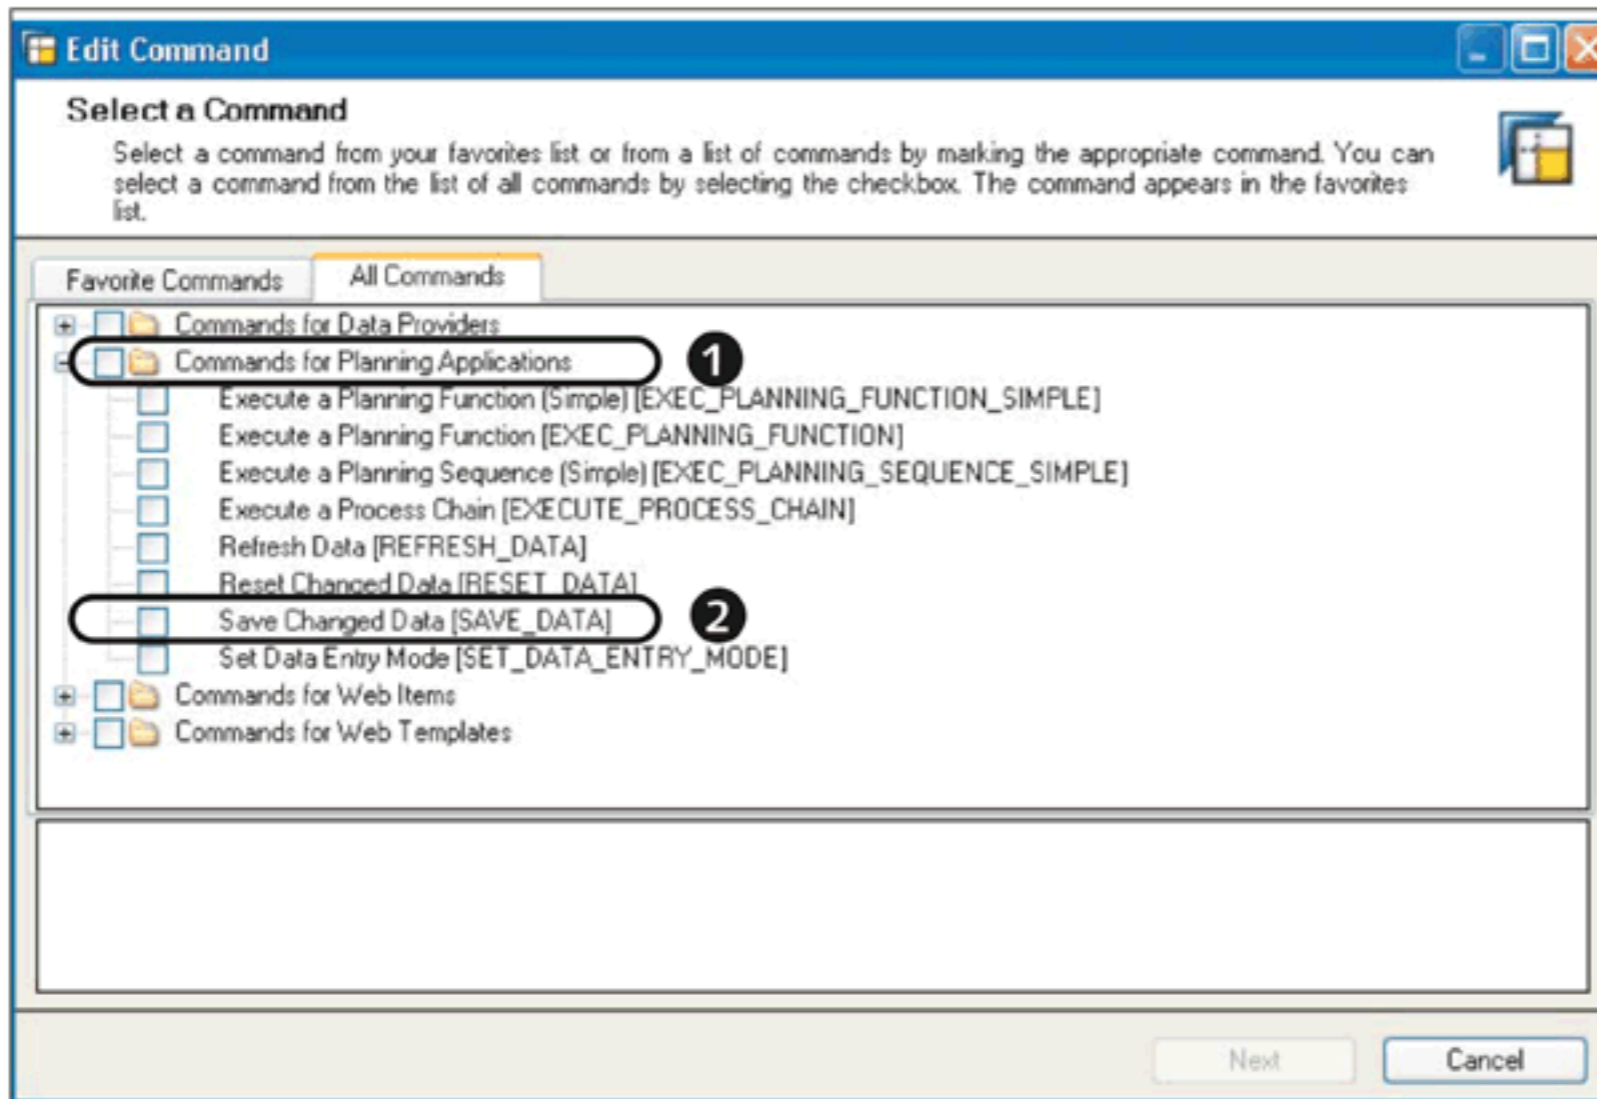 Edit Command
Select a Command
Select a command from your favorites list or from a list of commands by marking the appropriate command. You can
select a command from the list of all commands by selecting the checkbox. The command appears in the favorites
list.
Favorite Commands
All Commands
Commands for Data Providers
Commands for Planning Applications
1
Execute a Planning Function (Simple) [EXEC_PLANNING_FUNCTION_SIMPLE]
Execute a Planning Function [EXEC_PLANNING_FUNCTION]
Execute a Planning Sequence (Simple) [EXEC_PLANNING_SEQUENCE_SIMPLE]
Execute a Process Chain [EXECUTE_PROCESS_CHAIN]
Refresh Data [REFRESH_DATA]
Reset Changed Data [RESET_DATA]
Save Changed Data [SAVE_DATA]
2
Set Data Entry Mode [SET_DATA_ENTRY_MODE]
Commands for Web Items
Commands for Web Templates
Next
Cancel